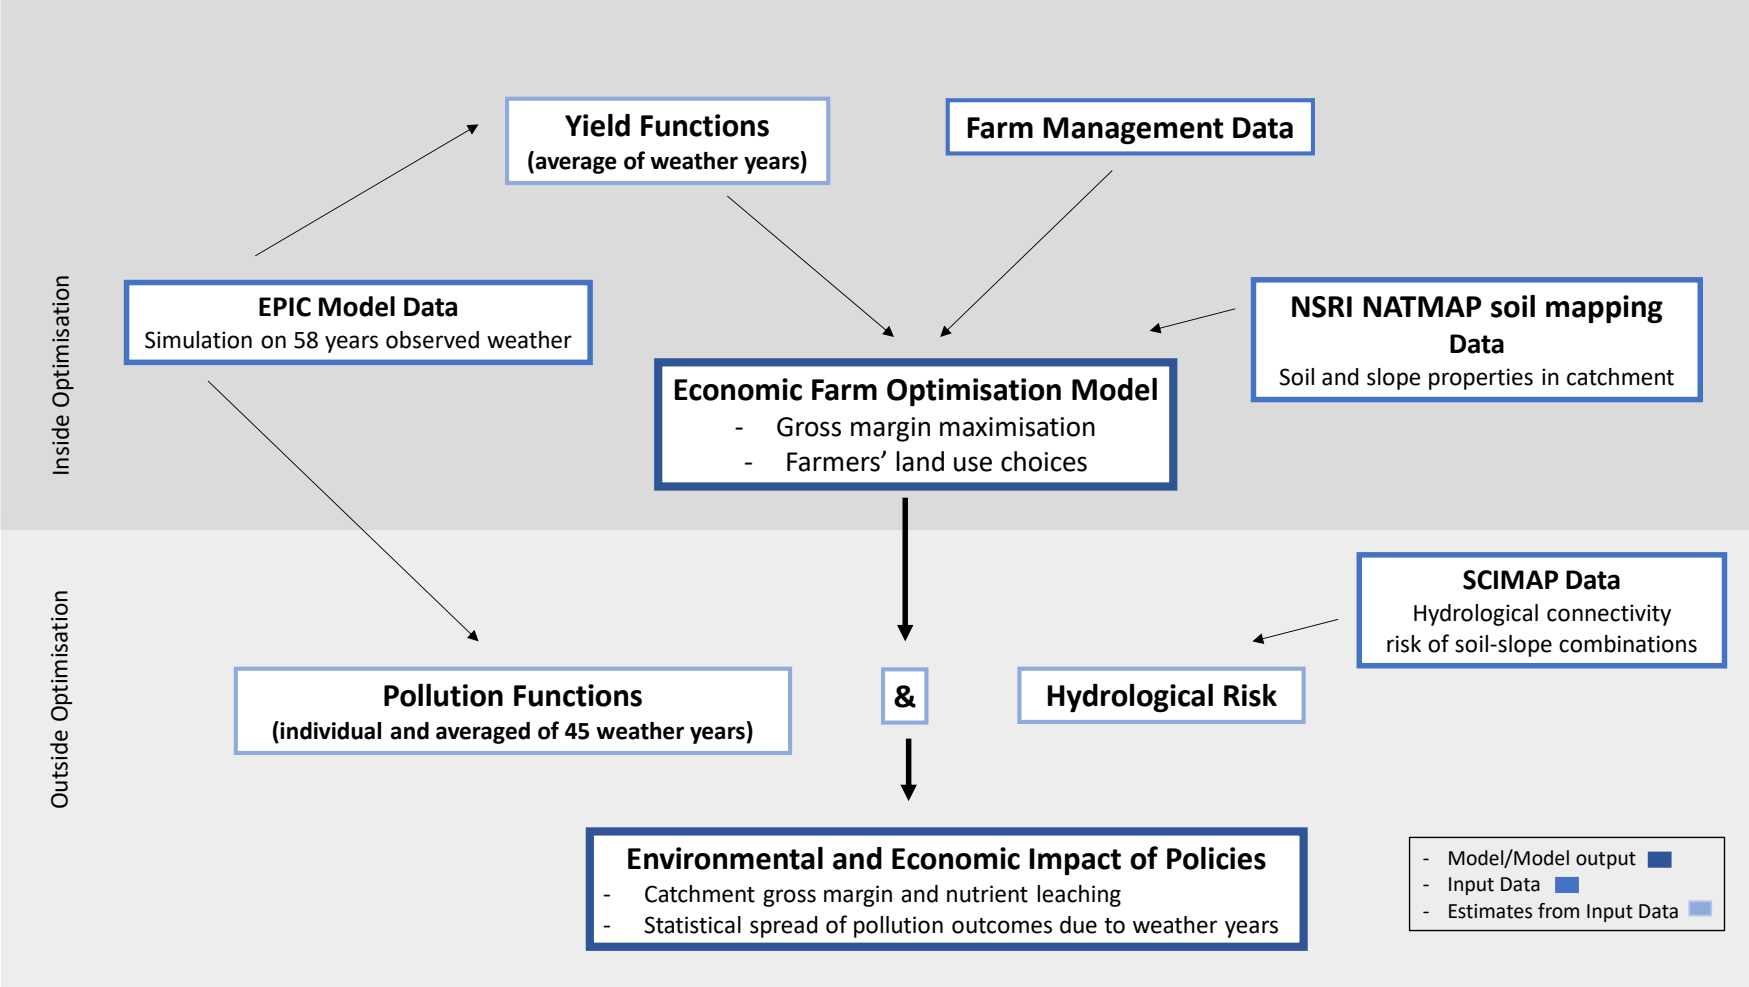 Yield Functions
(average of weather years)
Farm Management Data
Inside Optimisation
EPIC Model Data
Simulation on 58 years observed weather
NSRI NATMAP soil mapping
Data
Soil and slope properties in catchment
Economic Farm Optimisation Model
- Gross margin maximisation
- Farmers’ land use choices
Outside Optimisation
SCIMAP Data
Hydrological connectivity
risk of soil-slope combinations
Pollution Functions
(individual and averaged of 45 weather years)
&
Hydrological Risk
Environmental and Economic Impact of Policies
- Catchment gross margin and nutrient leaching
- Statistical spread of pollution outcomes due to weather years
- Model/Model output
- Input Data
- Estimates from Input Data